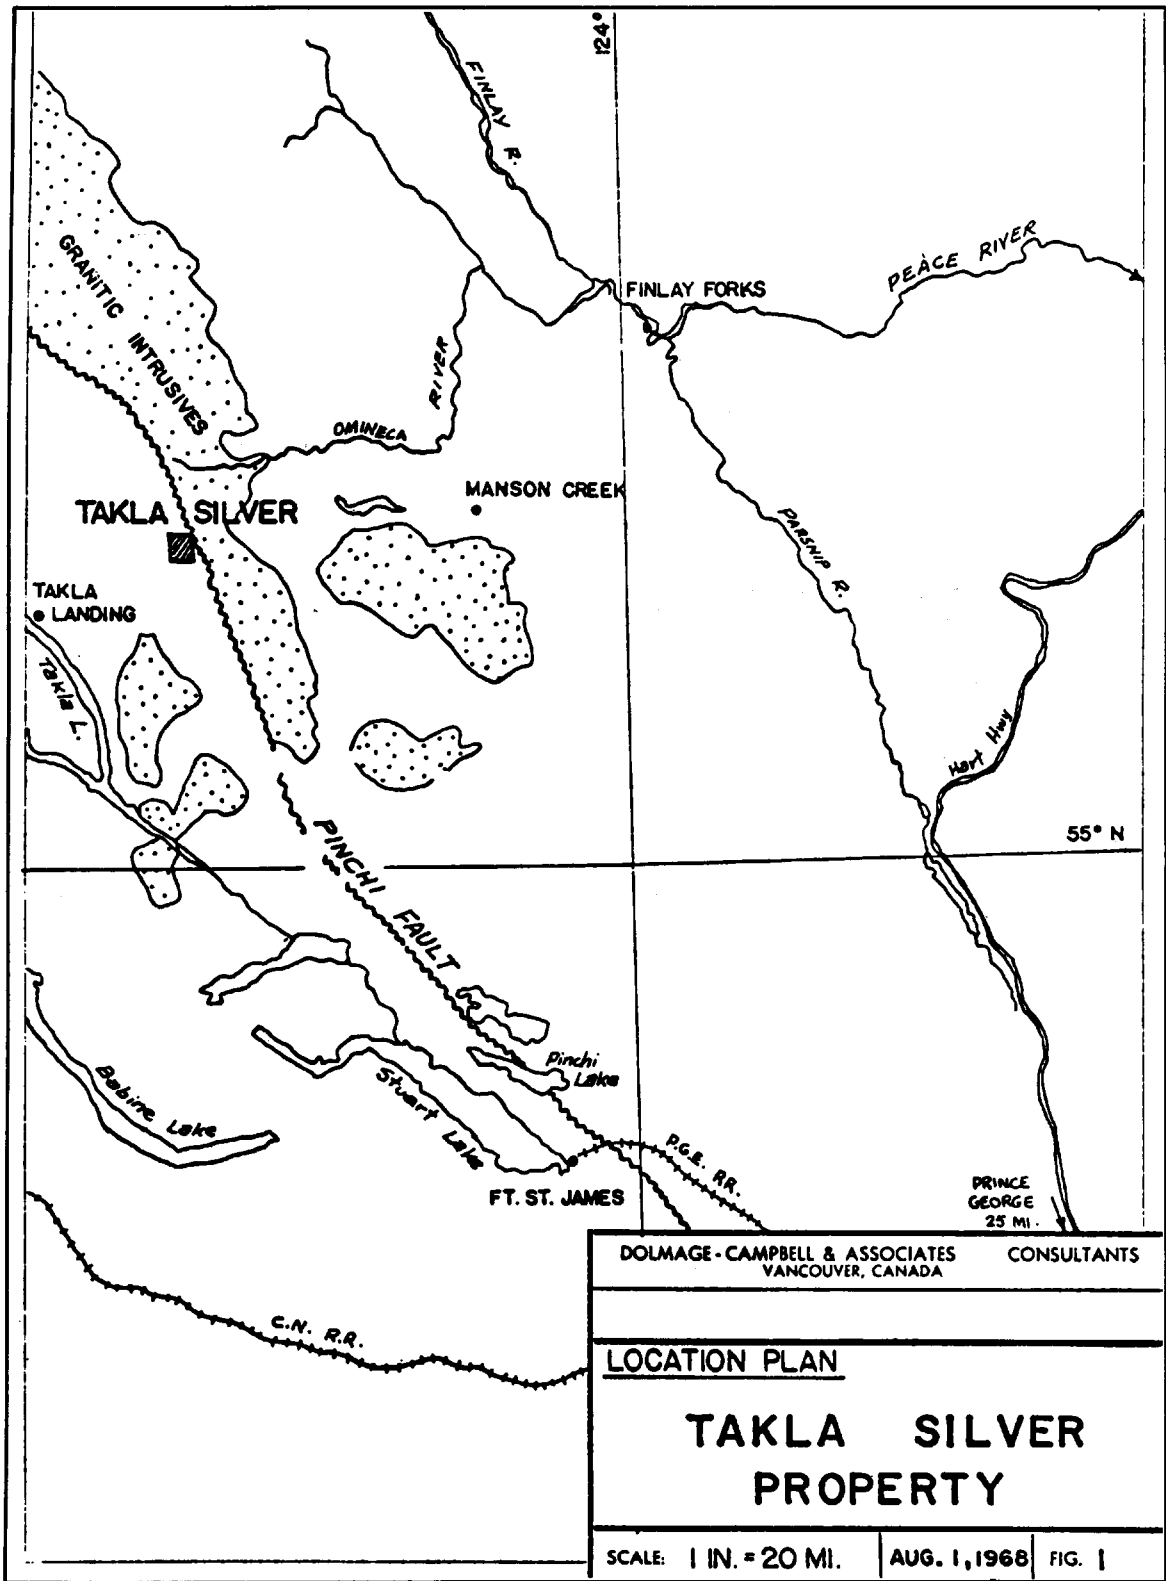 124°
FINLAY R.
PEACE RIVER
FINLAY FORKS
GRANITIC
INTRUSIVES
OMINECA
RIVER
MANSON CREEK
TAKLA SILVER
PARSNIP R.
TAKLA
LANDING
Takla L.
Hart Hwy
55° N
PINCHI FAULT
Pinchi
Lake
Babine Lake
Stuart Lake
P.G.E. RR.
FT. ST. JAMES
PRINCE
GEORGE
25 MI.
C.N. R.R.
DOLMAGE - CAMPBELL & ASSOCIATES CONSULTANTS
VANCOUVER, CANADA
LOCATION PLAN
TAKLA SILVER
PROPERTY
SCALE: 1 IN. = 20 MI.
AUG. 1, 1968
FIG. 1